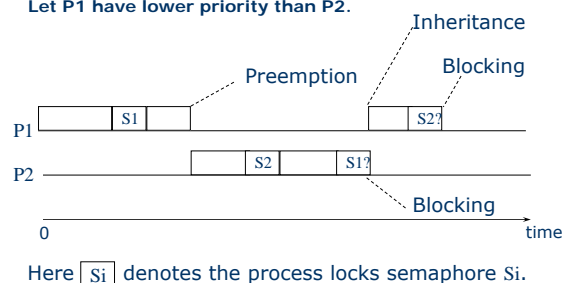 Let P1 have lower priority than P2.
Inheritance
Blocking
Preemption
P1 S1 S2?
P2 S2 S1?
Blocking
0 time
Here Si denotes the process locks semaphore Si.